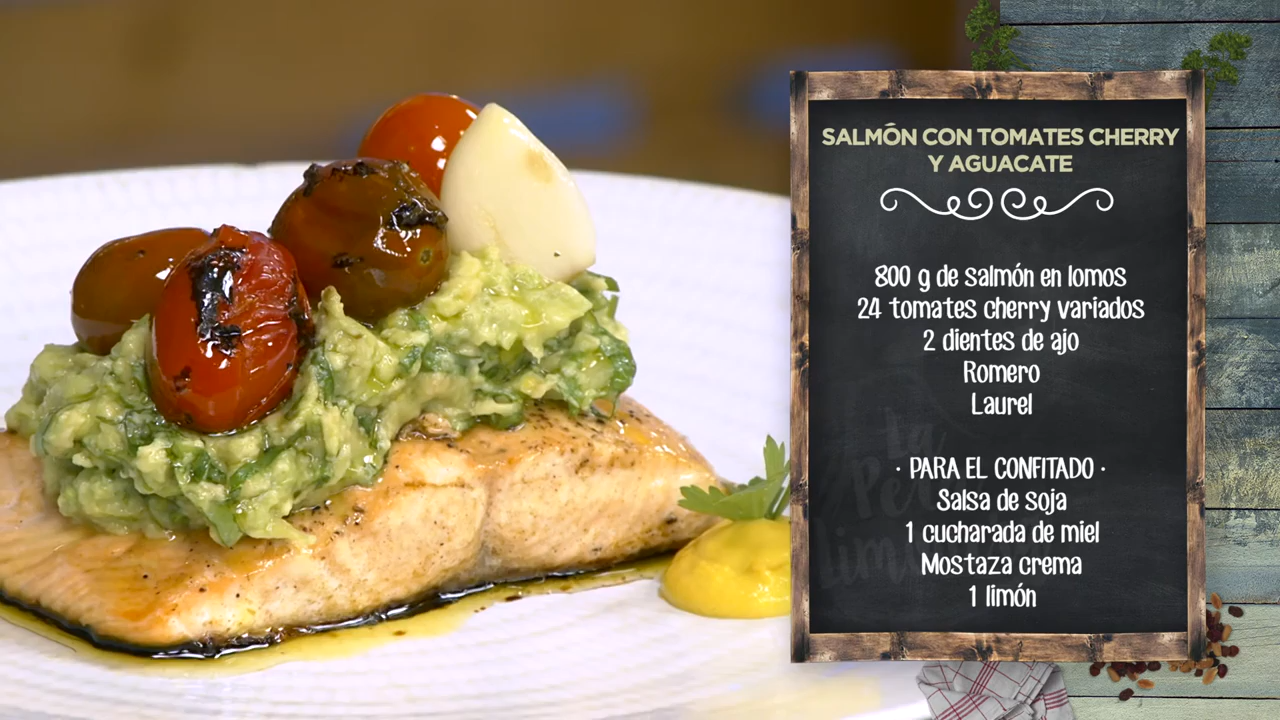 SALMÓN CON TOMATES CHERRY
Y AGUACATE
800 g de salmón en lomos
24 tomates cherry variados
2 dientes de ajo
Romero
Laurel
· PARA EL CONFITADO ·
Salsa de soja
1 cucharada de miel
Mostaza crema
1 limón